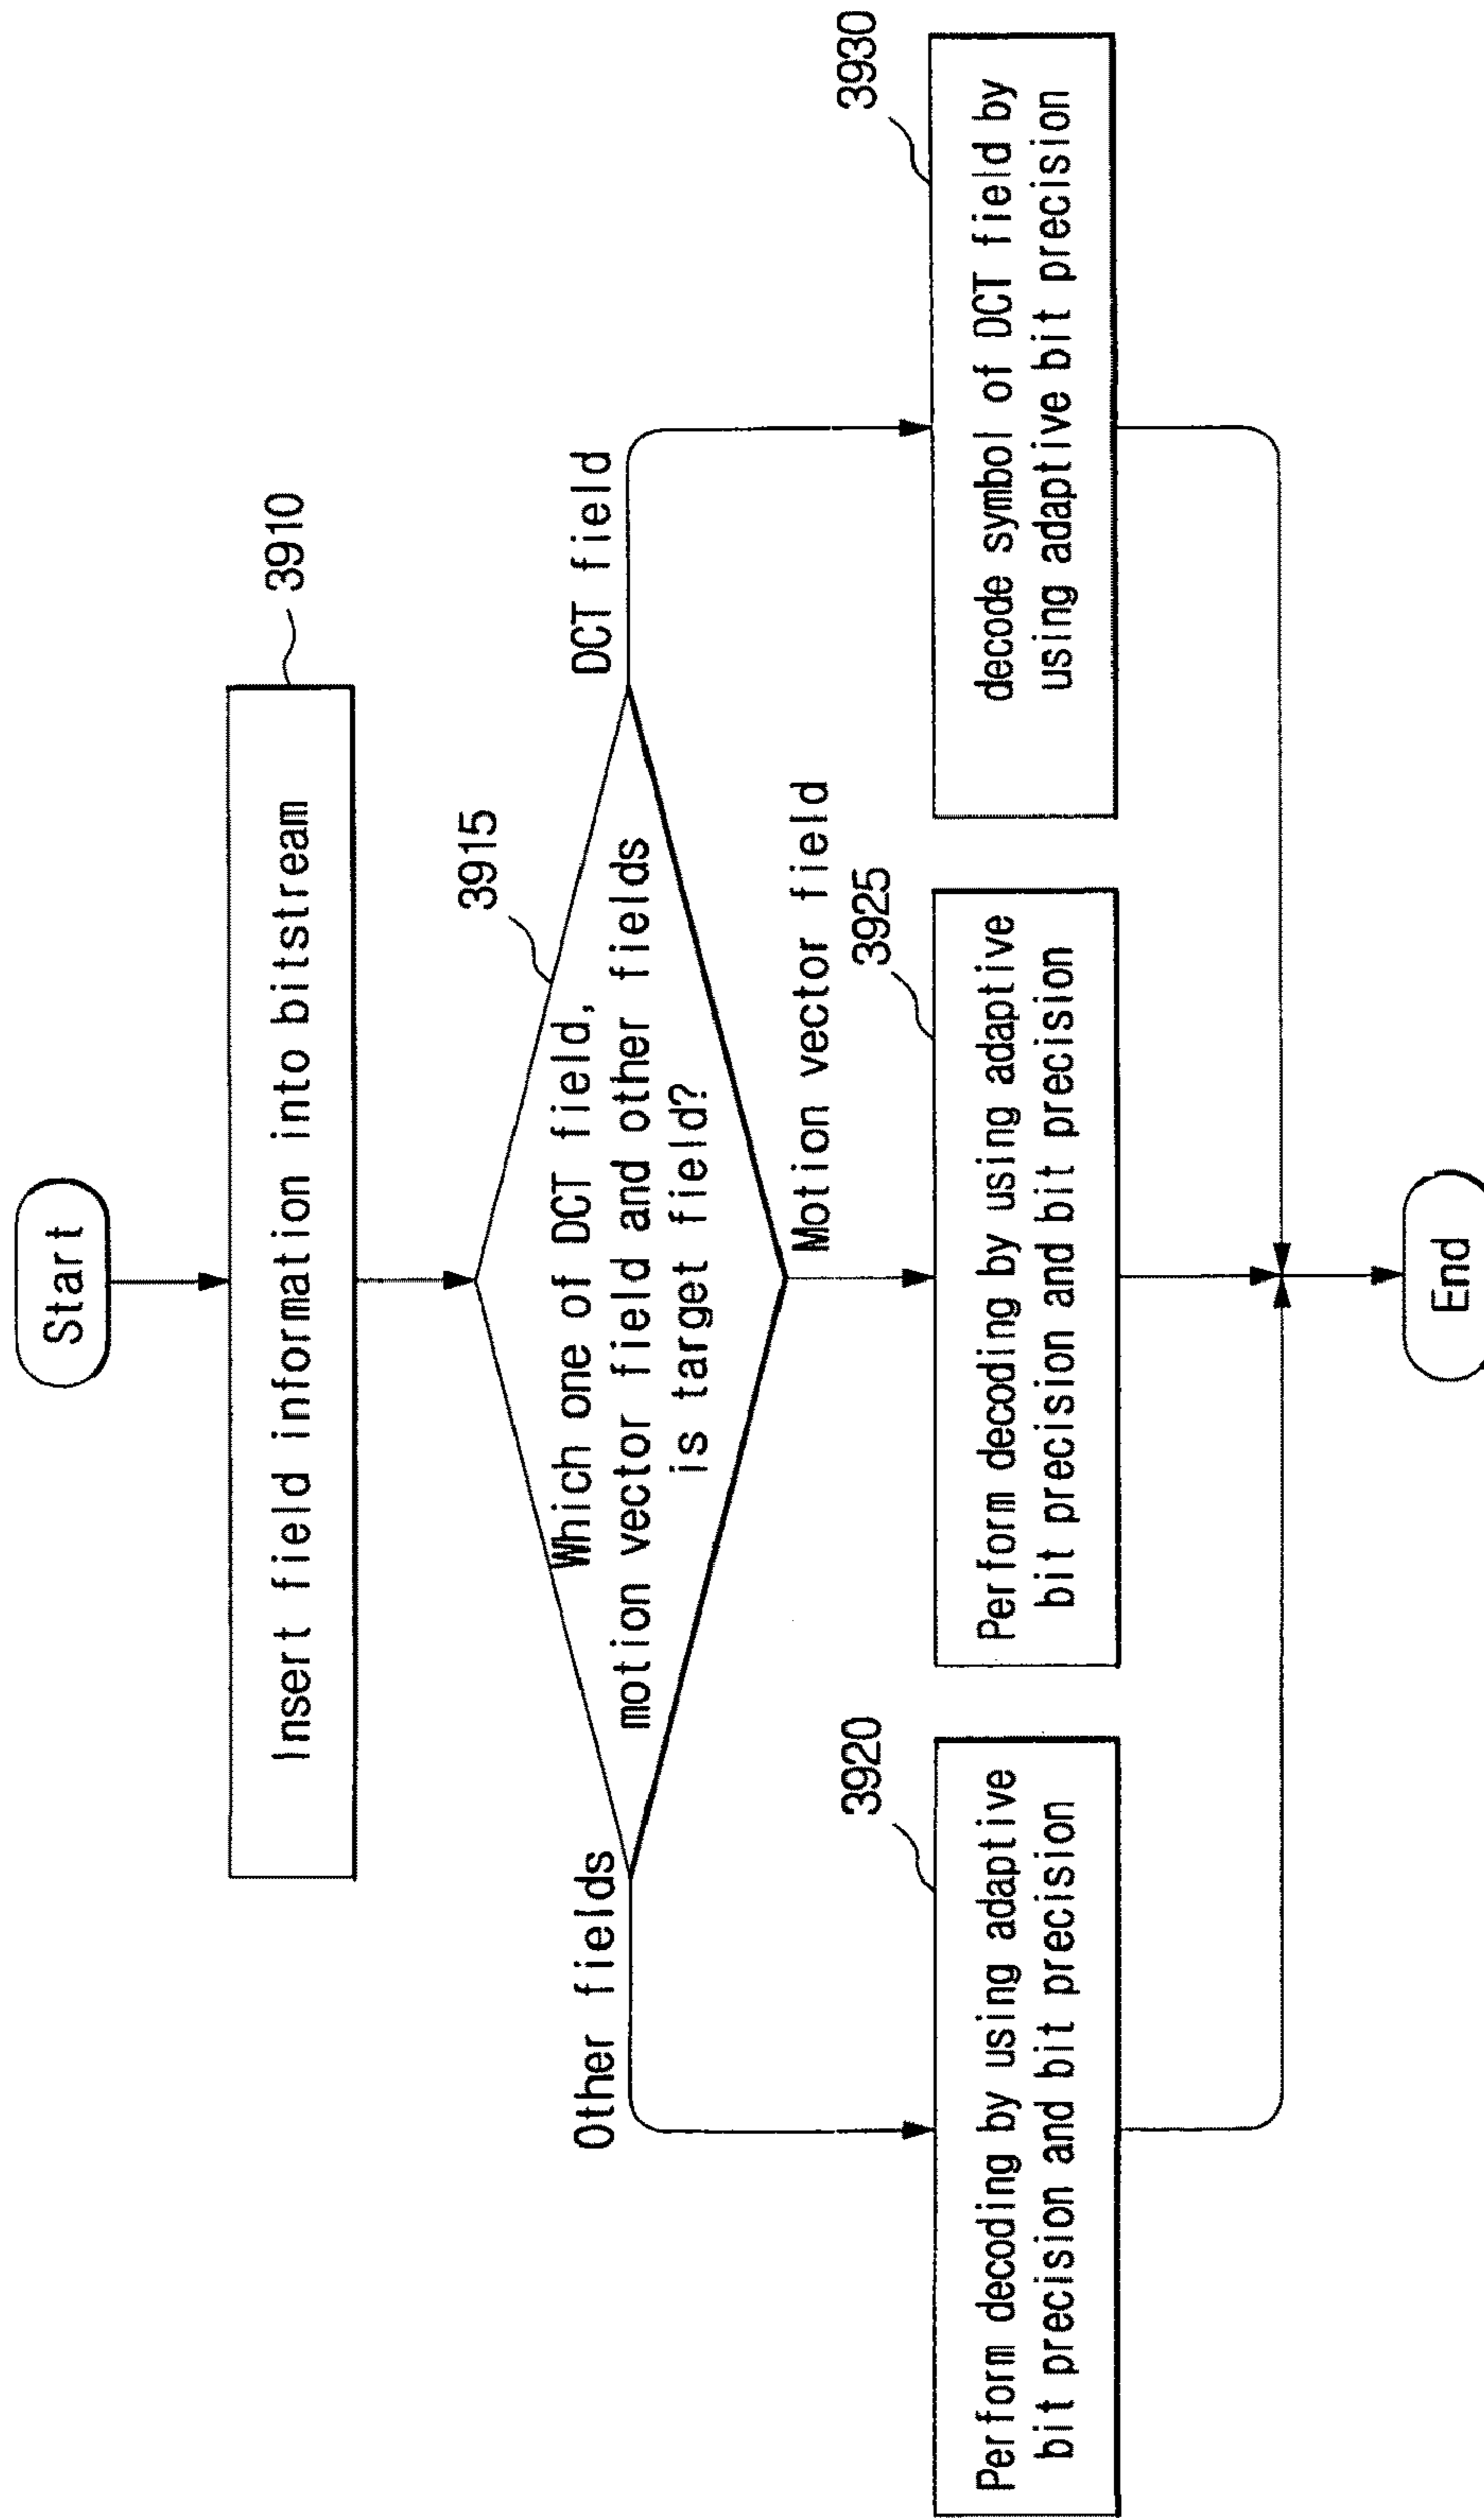 Start
3910
Insert field information into bitstream
3915
Which one of DCT field,
motion vector field and other fields
is target field?
Other fields
DCT field
Motion vector field
3920
Perform decoding by using adaptive
bit precision and bit precision
3925
Perform decoding by using adaptive
bit precision and bit precision
3930
decode symbol of DCT field by
using adaptive bit precision
End